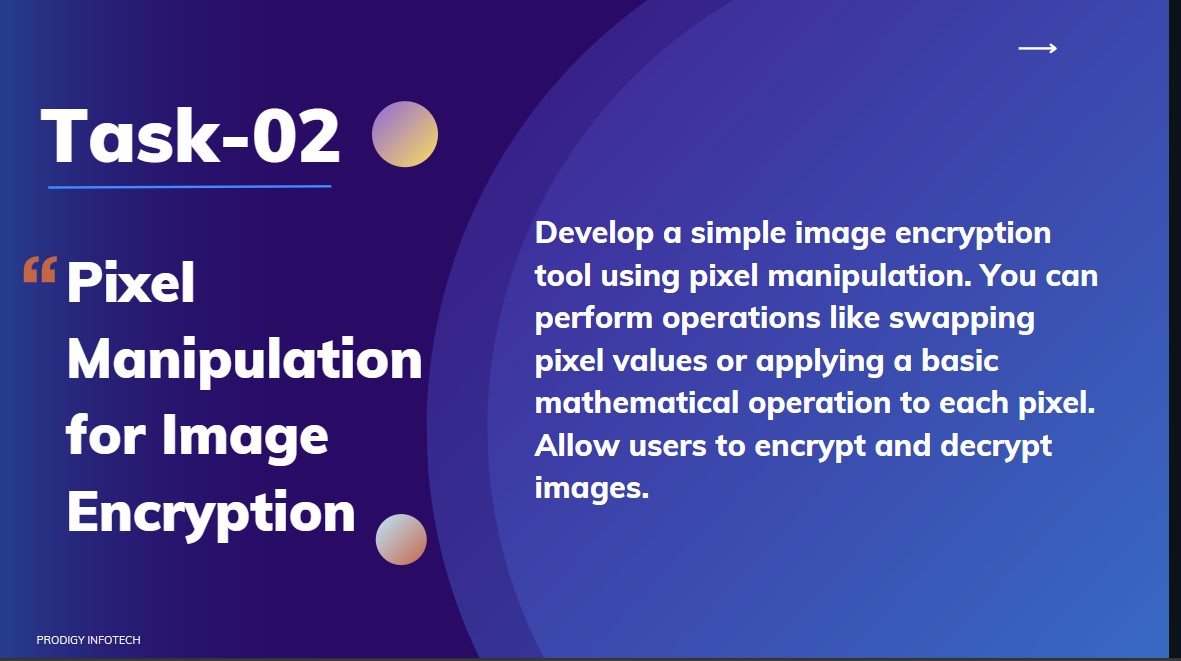 Task-02
“Pixel
Manipulation
for Image
Encryption
Develop a simple image encryption
tool using pixel manipulation. You can
perform operations like swapping
pixel values or applying a basic
mathematical operation to each pixel.
Allow users to encrypt and decrypt
images.
PRODIGY INFOTECH